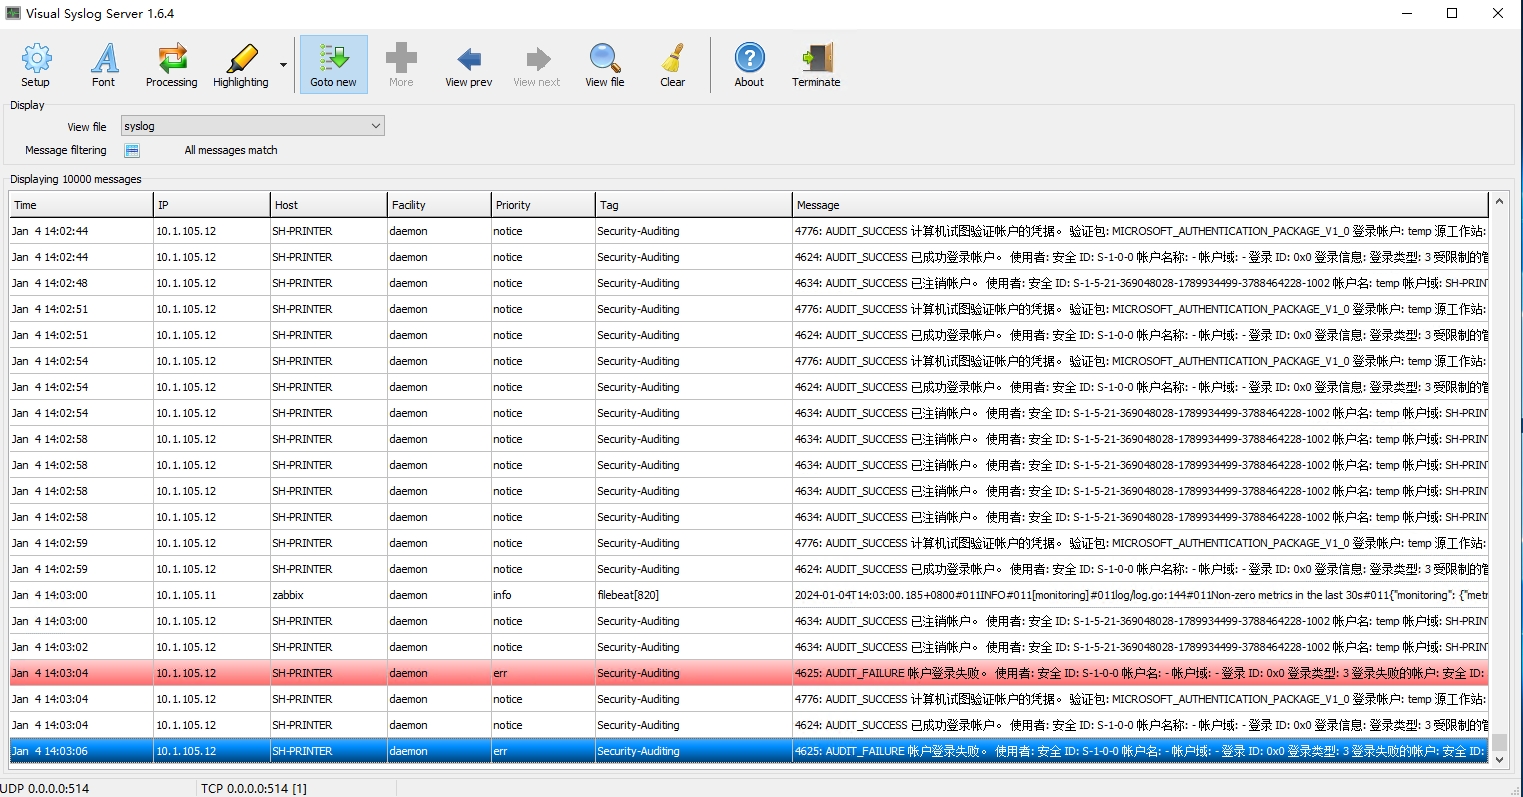 Visual Syslog Server 1.6.4
Setup Font Processing Highlighting Goto new More View prev View next View file Clear About Terminate
Display
View file syslog
Message filtering All messages match
Displaying 10000 messages
Time IP Host Facility Priority Tag Message
Jan 4 14:02:44 10.1.105.12 SH-PRINTER daemon notice Security-Auditing 4776: AUDIT_SUCCESS 计算机试图验证帐户的凭据。 验证包: MICROSOFT_AUTHENTICATION_PACKAGE_V1_0 登录帐户: temp 源工作站:
Jan 4 14:02:44 10.1.105.12 SH-PRINTER daemon notice Security-Auditing 4624: AUDIT_SUCCESS 已成功登录帐户。 使用者: 安全 ID: S-1-0-0 帐户名称: - 帐户域: - 登录 ID: 0x0 登录信息: 登录类型: 3 受限制的管
Jan 4 14:02:48 10.1.105.12 SH-PRINTER daemon notice Security-Auditing 4634: AUDIT_SUCCESS 已注销帐户。 使用者: 安全 ID: S-1-5-21-369048028-1789934499-3788464228-1002 帐户名: temp 帐户域: SH-PRIN
Jan 4 14:02:51 10.1.105.12 SH-PRINTER daemon notice Security-Auditing 4776: AUDIT_SUCCESS 计算机试图验证帐户的凭据。 验证包: MICROSOFT_AUTHENTICATION_PACKAGE_V1_0 登录帐户: temp 源工作站:
Jan 4 14:02:51 10.1.105.12 SH-PRINTER daemon notice Security-Auditing 4624: AUDIT_SUCCESS 已成功登录帐户。 使用者: 安全 ID: S-1-0-0 帐户名称: - 帐户域: - 登录 ID: 0x0 登录信息: 登录类型: 3 受限制的管
Jan 4 14:02:54 10.1.105.12 SH-PRINTER daemon notice Security-Auditing 4776: AUDIT_SUCCESS 计算机试图验证帐户的凭据。 验证包: MICROSOFT_AUTHENTICATION_PACKAGE_V1_0 登录帐户: temp 源工作站:
Jan 4 14:02:54 10.1.105.12 SH-PRINTER daemon notice Security-Auditing 4624: AUDIT_SUCCESS 已成功登录帐户。 使用者: 安全 ID: S-1-0-0 帐户名称: - 帐户域: - 登录 ID: 0x0 登录信息: 登录类型: 3 受限制的管
Jan 4 14:02:54 10.1.105.12 SH-PRINTER daemon notice Security-Auditing 4634: AUDIT_SUCCESS 已注销帐户。 使用者: 安全 ID: S-1-5-21-369048028-1789934499-3788464228-1002 帐户名: temp 帐户域: SH-PRIN
Jan 4 14:02:58 10.1.105.12 SH-PRINTER daemon notice Security-Auditing 4634: AUDIT_SUCCESS 已注销帐户。 使用者: 安全 ID: S-1-5-21-369048028-1789934499-3788464228-1002 帐户名: temp 帐户域: SH-PRIN
Jan 4 14:02:58 10.1.105.12 SH-PRINTER daemon notice Security-Auditing 4634: AUDIT_SUCCESS 已注销帐户。 使用者: 安全 ID: S-1-5-21-369048028-1789934499-3788464228-1002 帐户名: temp 帐户域: SH-PRIN
Jan 4 14:02:58 10.1.105.12 SH-PRINTER daemon notice Security-Auditing 4634: AUDIT_SUCCESS 已注销帐户。 使用者: 安全 ID: S-1-5-21-369048028-1789934499-3788464228-1002 帐户名: temp 帐户域: SH-PRIN
Jan 4 14:02:58 10.1.105.12 SH-PRINTER daemon notice Security-Auditing 4634: AUDIT_SUCCESS 已注销帐户。 使用者: 安全 ID: S-1-5-21-369048028-1789934499-3788464228-1002 帐户名: temp 帐户域: SH-PRIN
Jan 4 14:02:59 10.1.105.12 SH-PRINTER daemon notice Security-Auditing 4776: AUDIT_SUCCESS 计算机试图验证帐户的凭据。 验证包: MICROSOFT_AUTHENTICATION_PACKAGE_V1_0 登录帐户: temp 源工作站:
Jan 4 14:02:59 10.1.105.12 SH-PRINTER daemon notice Security-Auditing 4624: AUDIT_SUCCESS 已成功登录帐户。 使用者: 安全 ID: S-1-0-0 帐户名称: - 帐户域: - 登录 ID: 0x0 登录信息: 登录类型: 3 受限制的管
Jan 4 14:03:00 10.1.105.11 zabbix daemon info filebeat[820] 2024-01-04T14:03:00.185+0800#011INFO#011[monitoring]#011log/log.go:144#011Non-zero metrics in the last 30s#011{"monitoring": {"metr
Jan 4 14:03:00 10.1.105.12 SH-PRINTER daemon notice Security-Auditing 4634: AUDIT_SUCCESS 已注销帐户。 使用者: 安全 ID: S-1-5-21-369048028-1789934499-3788464228-1002 帐户名: temp 帐户域: SH-PRIN
Jan 4 14:03:02 10.1.105.12 SH-PRINTER daemon notice Security-Auditing 4634: AUDIT_SUCCESS 已注销帐户。 使用者: 安全 ID: S-1-5-21-369048028-1789934499-3788464228-1002 帐户名: temp 帐户域: SH-PRIN
Jan 4 14:03:04 10.1.105.12 SH-PRINTER daemon err Security-Auditing 4625: AUDIT_FAILURE 帐户登录失败。 使用者: 安全 ID: S-1-0-0 帐户名: - 帐户域: - 登录 ID: 0x0 登录类型: 3 登录失败的帐户: 安全 ID:
Jan 4 14:03:04 10.1.105.12 SH-PRINTER daemon notice Security-Auditing 4776: AUDIT_SUCCESS 计算机试图验证帐户的凭据。 验证包: MICROSOFT_AUTHENTICATION_PACKAGE_V1_0 登录帐户: temp 源工作站:
Jan 4 14:03:04 10.1.105.12 SH-PRINTER daemon notice Security-Auditing 4624: AUDIT_SUCCESS 已成功登录帐户。 使用者: 安全 ID: S-1-0-0 帐户名称: - 帐户域: - 登录 ID: 0x0 登录信息: 登录类型: 3 受限制的管
Jan 4 14:03:06 10.1.105.12 SH-PRINTER daemon err Security-Auditing 4625: AUDIT_FAILURE 帐户登录失败。 使用者: 安全 ID: S-1-0-0 帐户名: - 帐户域: - 登录 ID: 0x0 登录类型: 3 登录失败的帐户: 安全 ID:
UDP 0.0.0.0:514 TCP 0.0.0.0:514 [1]